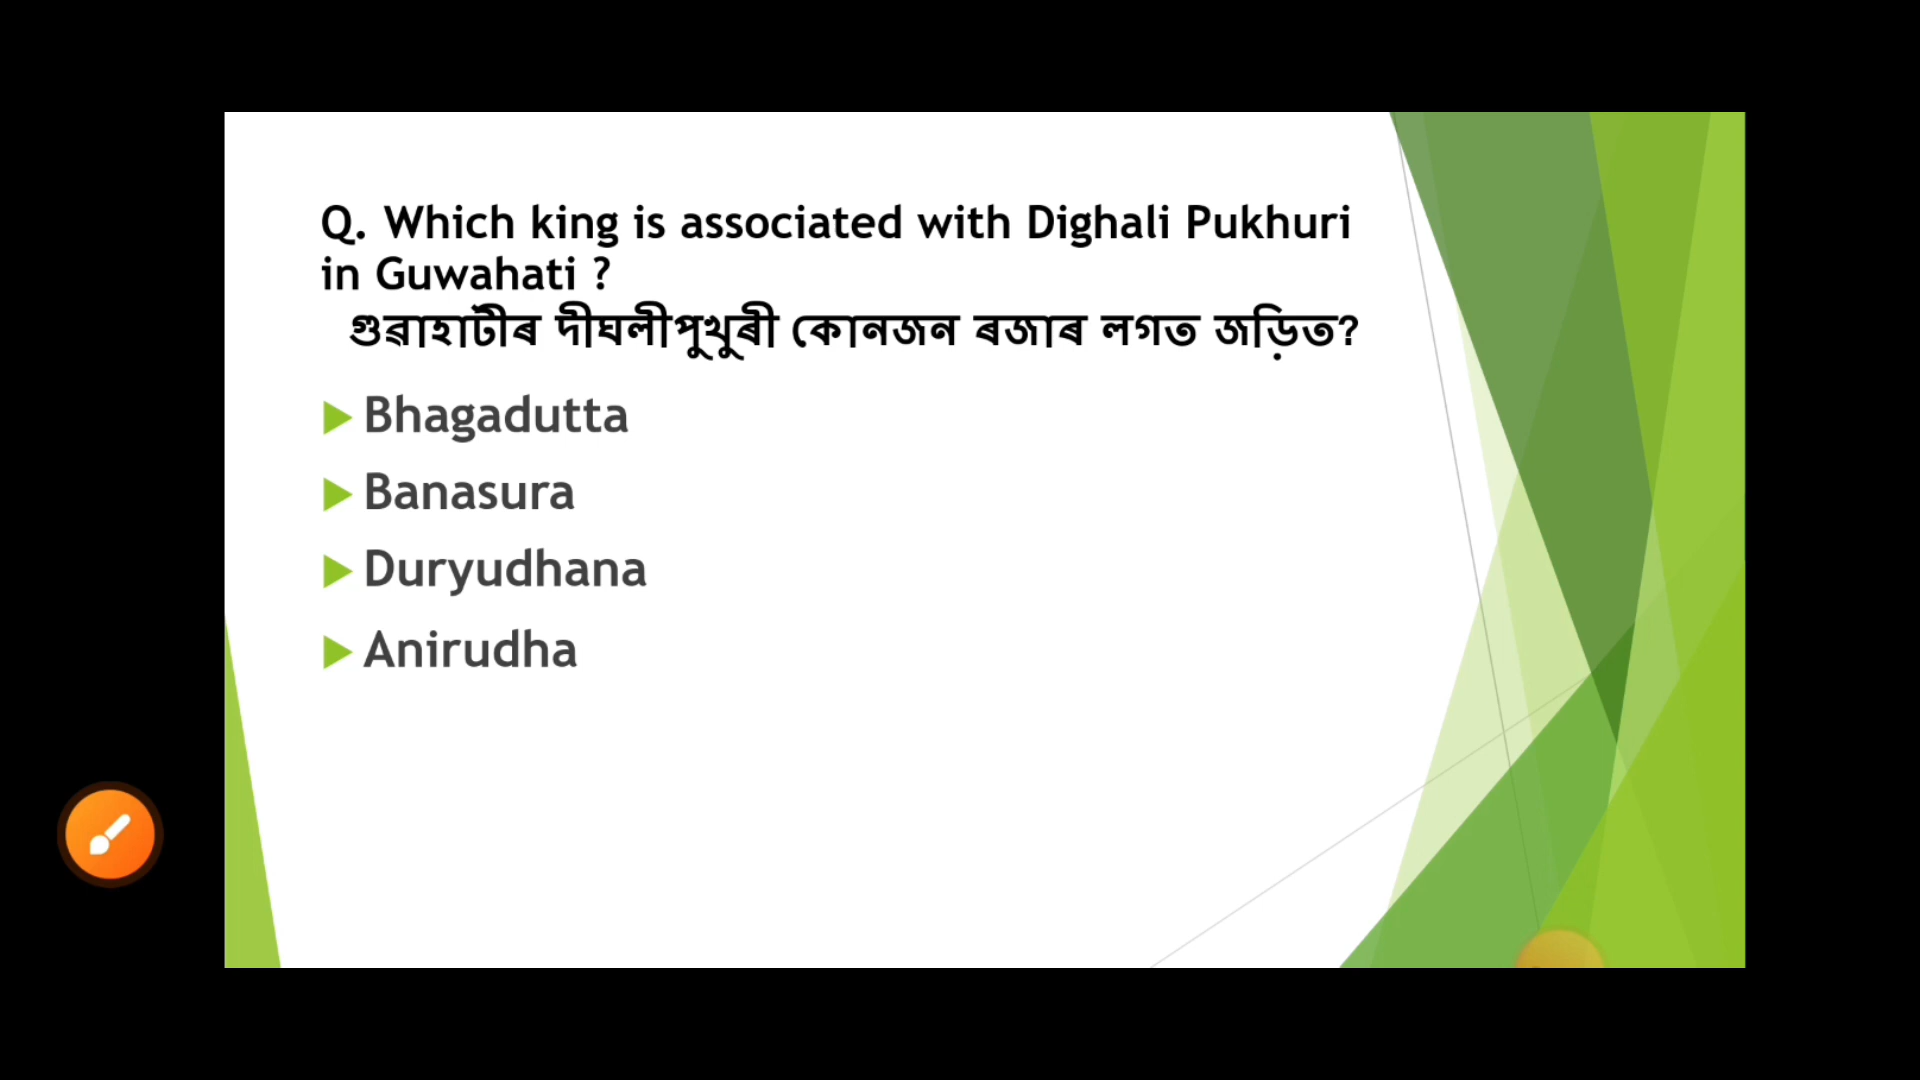 Q. Which king is associated with Dighali Pukhuri
in Guwahati ?
গুৱাহাটীৰ দীঘলীপুখুৰী কোনজন ৰজাৰ লগত জড়িত?
Bhagadutta
Banasura
Duryudhana
Anirudha